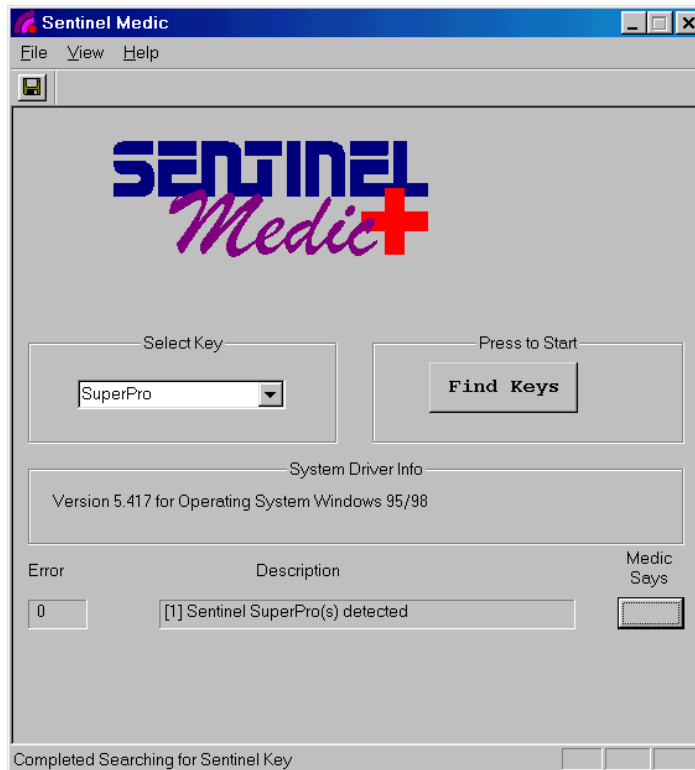 Sentinel Medic
File View Help
SENTINEL
Medic
Select Key
Press to Start
SuperPro
Find Keys
System Driver Info
Version 5.417 for Operating System Windows 95/98
Error
Description
Medic
Says
0
[1] Sentinel SuperPro(s) detected
Completed Searching for Sentinel Key